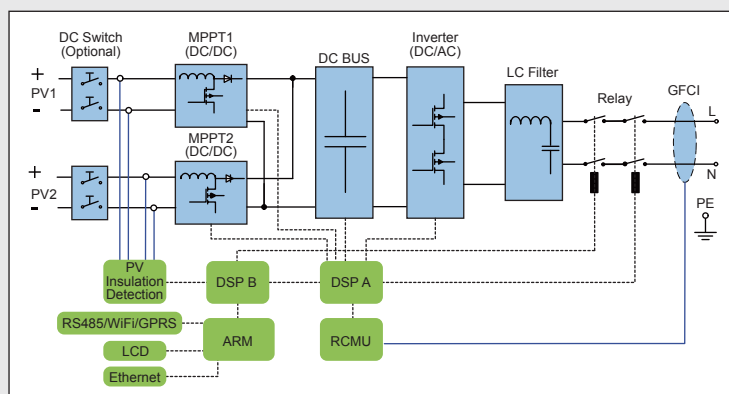 DC Switch
(Optional)
MPPT1
(DC/DC)
DC BUS
Inverter
(DC/AC)
LC Filter
Relay
GFCI
+
PV1
-
L
MPPT2
(DC/DC)
+
PV2
-
N
PE
PV
Insulation
Detection
DSP B
DSP A
RS485/WiFi/GPRS
ARM
RCMU
LCD
Ethernet